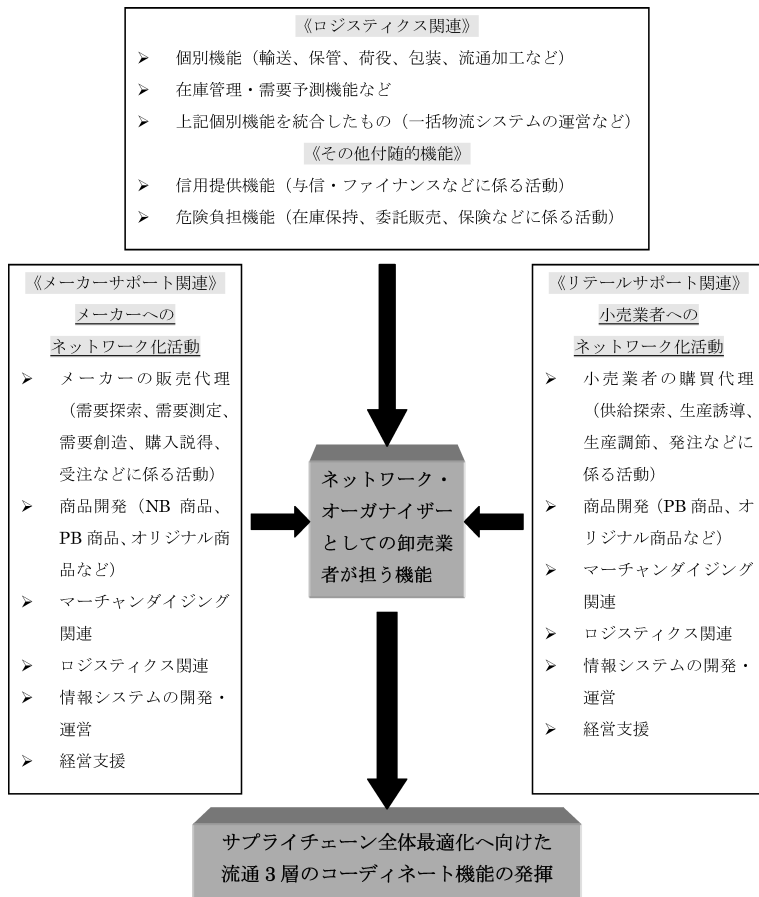 《ロジスティクス関連》
➢ 個別機能（輸送、保管、荷役、包装、流通加工など）
➢ 在庫管理・需要予測機能など
➢ 上記個別機能を統合したもの（一括物流システムの運営など）
《その他付随的機能》
➢ 信用提供機能（与信・ファイナンスなどに係る活動）
➢ 危険負担機能（在庫保持、委託販売、保険などに係る活動）
《メーカーサポート関連》
メーカーへの
ネットワーク化活動
➢ メーカーの販売代理
（需要探索、需要測定、
需要創造、購入説得、
受注などに係る活動）
➢ 商品開発（NB 商品、
PB 商品、オリジナル商
品など）
➢ マーチャンダイジング
関連
➢ ロジスティクス関連
➢ 情報システムの開発・
運営
➢ 経営支援
ネットワーク・
オーガナイザー
としての卸売業
者が担う機能
《リテールサポート関連》
小売業者への
ネットワーク化活動
➢ 小売業者の購買代理
（供給探索、生産誘導、
生産調節、発注などに
係る活動）
➢ 商品開発（PB 商品、オ
リジナル商品など）
➢ マーチャンダイジング
関連
➢ ロジスティクス関連
➢ 情報システムの開発・
運営
➢ 経営支援
サプライチェーン全体最適化へ向けた
流通 3 層のコーディネート機能の発揮